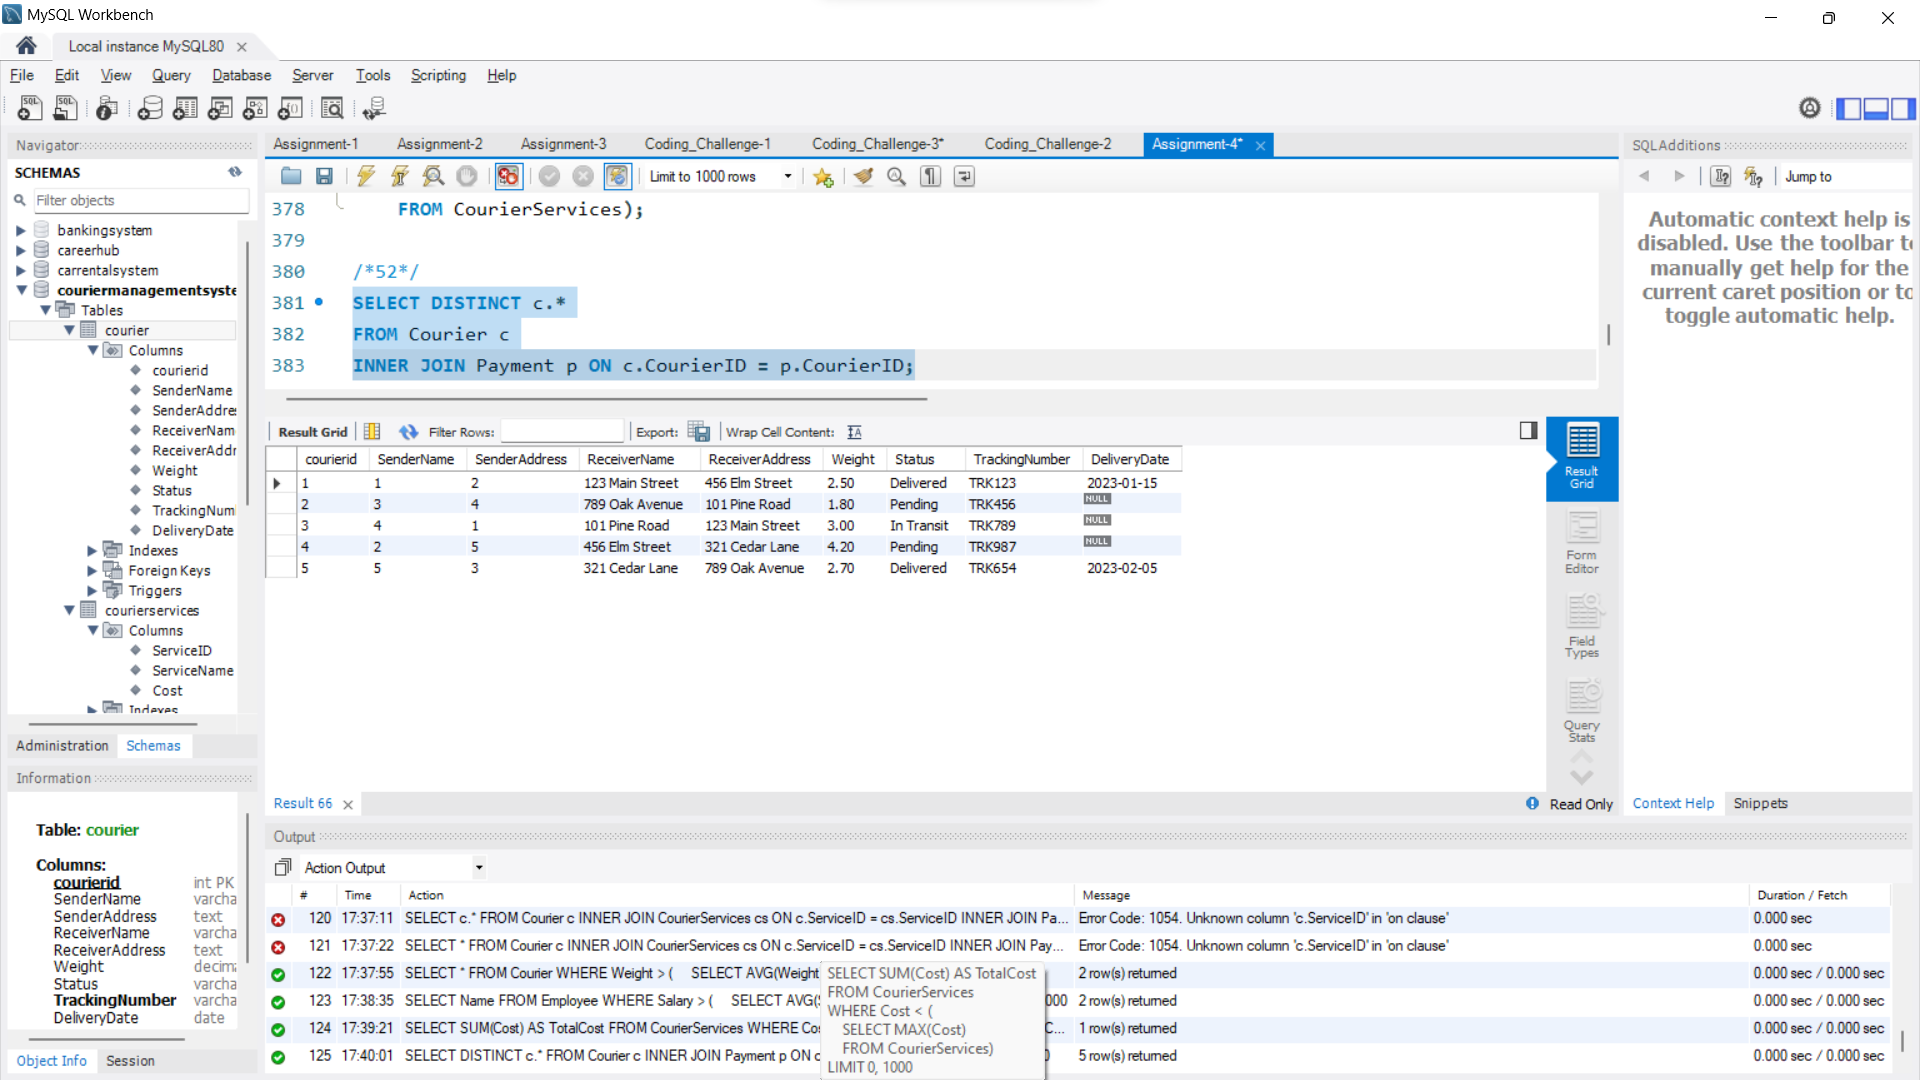 MySQL Workbench
Local instance MySQL80
File Edit View Query Database Server Tools Scripting Help
Navigator
SCHEMAS
Filter objects
bankingsystem
careerhub
carrentalsystem
couriermanagementsyste
Tables
courier
Columns
courierid
SenderName
SenderAddre
ReceiverNam
ReceiverAddr
Weight
Status
TrackingNum
DeliveryDate
Indexes
Foreign Keys
Triggers
courierservices
Columns
ServiceID
ServiceName
Cost
Indexes
Administration Schemas
Information
Table: courier
Columns:
courierid int PK
SenderName varcha
SenderAddress text
ReceiverName varcha
ReceiverAddress text
Weight decim
Status varcha
TrackingNumber varcha
DeliveryDate date
Object Info Session
Assignment-1 Assignment-2 Assignment-3 Coding_Challenge-1 Coding_Challenge-3* Coding_Challenge-2 Assignment-4*
Limit to 1000 rows
378 FROM CourierServices);
379
380 /*52*/
381 SELECT DISTINCT c.*
382 FROM Courier c
383 INNER JOIN Payment p ON c.CourierID = p.CourierID;
Result Grid Filter Rows: Export: Wrap Cell Content:
courierid SenderName SenderAddress ReceiverName ReceiverAddress Weight Status TrackingNumber DeliveryDate
1 1 2 123 Main Street 456 Elm Street 2.50 Delivered TRK123 2023-01-15
2 3 4 789 Oak Avenue 101 Pine Road 1.80 Pending TRK456 NULL
3 4 1 101 Pine Road 123 Main Street 3.00 In Transit TRK789 NULL
4 2 5 456 Elm Street 321 Cedar Lane 4.20 Pending TRK987 NULL
5 5 3 321 Cedar Lane 789 Oak Avenue 2.70 Delivered TRK654 2023-02-05
Result Grid
Form Editor
Field Types
Query Stats
Result 66
Read Only
SQLAdditions
Jump to
Automatic context help is
disabled. Use the toolbar to
manually get help for the
current caret position or to
toggle automatic help.
Context Help Snippets
Output
Action Output
# Time Action Message Duration / Fetch
120 17:37:11 SELECT c.* FROM Courier c INNER JOIN CourierServices cs ON c.ServiceID = cs.ServiceID INNER JOIN Pa... Error Code: 1054. Unknown column 'c.ServiceID' in 'on clause' 0.000 sec
121 17:37:22 SELECT * FROM Courier c INNER JOIN CourierServices cs ON c.ServiceID = cs.ServiceID INNER JOIN Pay... Error Code: 1054. Unknown column 'c.ServiceID' in 'on clause' 0.000 sec
122 17:37:55 SELECT * FROM Courier WHERE Weight > ( SELECT AVG(Weight 2 row(s) returned 0.000 sec / 0.000 sec
123 17:38:35 SELECT Name FROM Employee WHERE Salary > ( SELECT AVG( 000 2 row(s) returned 0.000 sec / 0.000 sec
124 17:39:21 SELECT SUM(Cost) AS TotalCost FROM CourierServices WHERE Co C... 1 row(s) returned 0.000 sec / 0.000 sec
125 17:40:01 SELECT DISTINCT c.* FROM Courier c INNER JOIN Payment p ON c 5 row(s) returned 0.000 sec / 0.000 sec
SELECT SUM(Cost) AS TotalCost
FROM CourierServices
WHERE Cost < (
SELECT MAX(Cost)
FROM CourierServices)
LIMIT 0, 1000